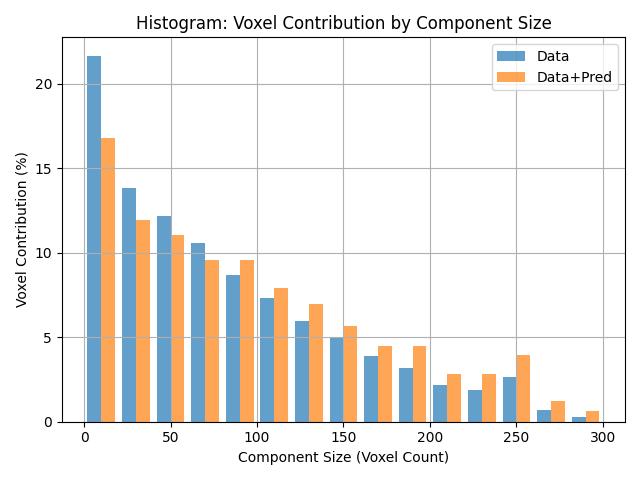 Histogram: Voxel Contribution by Component Size
Data
Data+Pred
Voxel Contribution (%)
20
15
10
5
0
0 50 100 150 200 250 300
Component Size (Voxel Count)